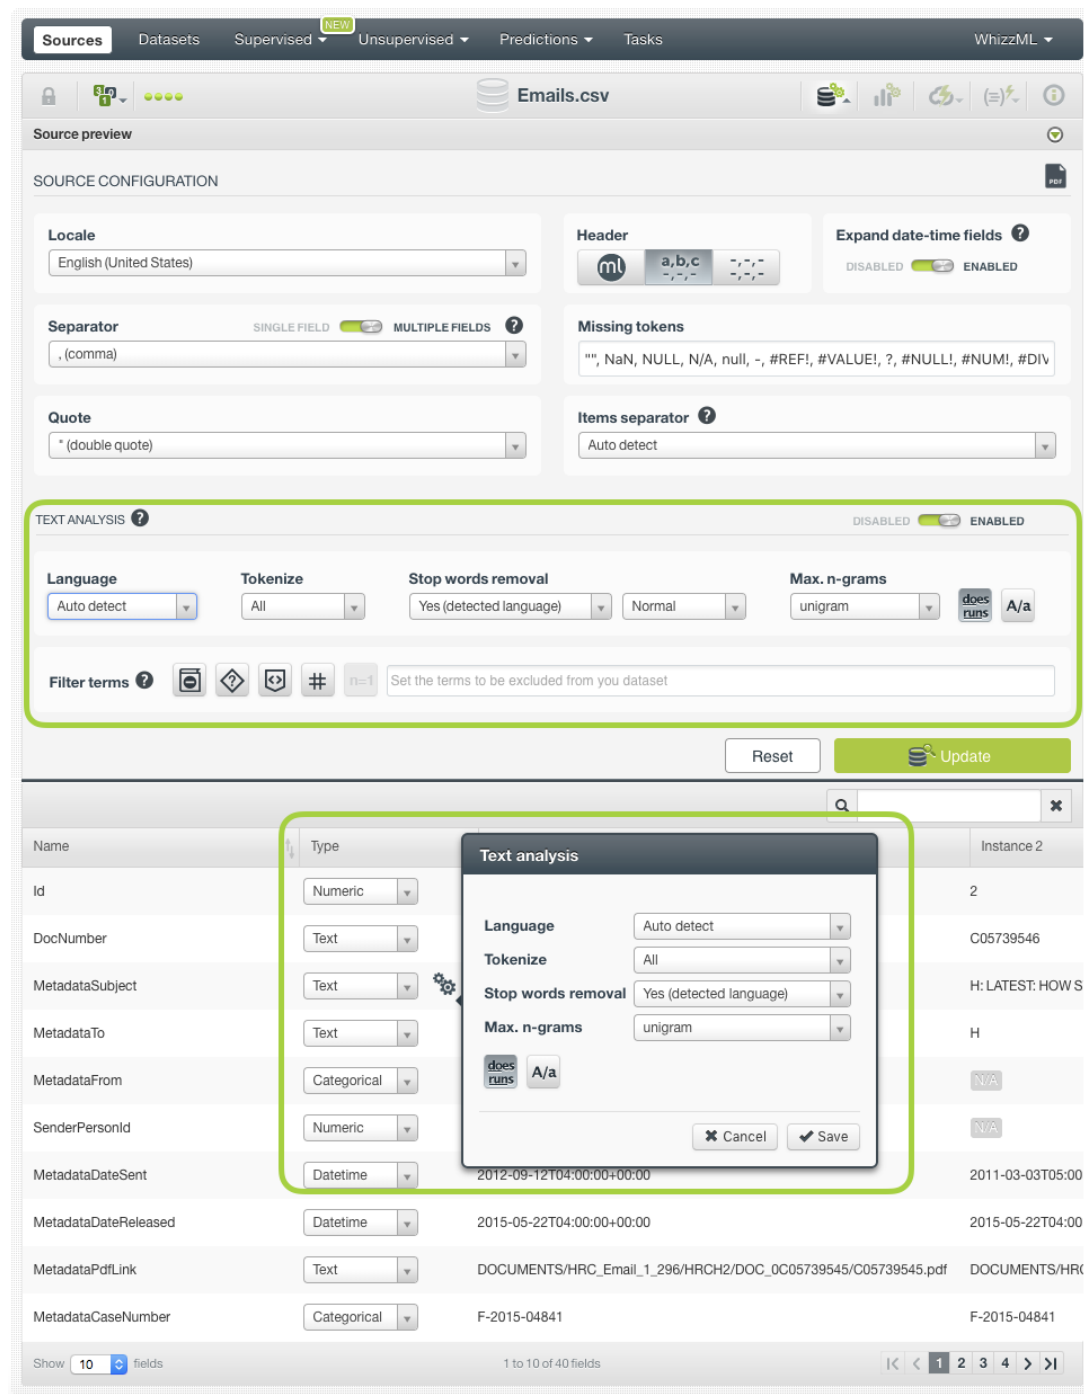 NEW
Sources Datasets Supervised Unsupervised Predictions Tasks WhizzML
Emails.csv
Source preview
SOURCE CONFIGURATION
PDF
Locale
English (United States)
Header
ml
a,b,c
-,-,-
-,-,-
-,-,-
Expand date-time fields ?
DISABLED ENABLED
Separator SINGLE FIELD MULTIPLE FIELDS ?
, (comma)
Missing tokens
"", NaN, NULL, N/A, null, -, #REF!, #VALUE!, ?, #NULL!, #NUM!, #DIV
Quote
" (double quote)
Items separator ?
Auto detect
TEXT ANALYSIS ? DISABLED ENABLED
Language Tokenize Stop words removal Max. n-grams
Auto detect All Yes (detected language) Normal unigram does runs A/a
Filter terms ? ? # n=1 Set the terms to be excluded from you dataset
Reset Update
Name Type Instance 2
Id Numeric 2
DocNumber Text C05739546
MetadataSubject Text H: LATEST: HOW S
MetadataTo Text H
MetadataFrom Categorical N/A
SenderPersonId Numeric N/A
Text analysis
Language Auto detect
Tokenize All
Stop words removal Yes (detected language)
Max. n-grams unigram
does runs A/a
Cancel Save
MetadataDateSent Datetime 2012-09-12T04:00:00+00:00 2011-03-03T05:00
MetadataDateReleased Datetime 2015-05-22T04:00:00+00:00 2015-05-22T04:00
MetadataPdfLink Text DOCUMENTS/HRC_Email_1_296/HRCH2/DOC_0C05739545/C05739545.pdf DOCUMENTS/HRC
MetadataCaseNumber Categorical F-2015-04841 F-2015-04841
Show 10 fields 1 to 10 of 40 fields 1 2 3 4